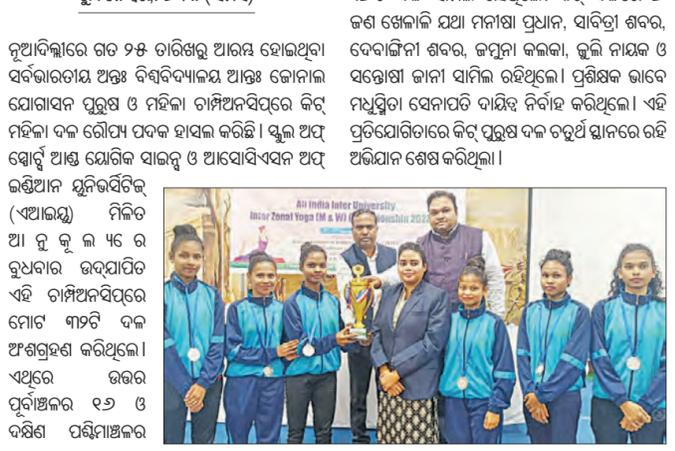 ନୂଆଦିଲ୍ଲୀରେ ଗତ ୨୫ ତାରିଖରୁ ଆରମ୍ଭ ହୋଇଥିବା
ସର୍ବଭାରତୀୟ ଅନ୍ତଃ ବିଶ୍ୱବିଦ୍ୟାଳୟ ଆନ୍ତଃ ଜୋନାଲ
ଯୋଗାସନ ପୁରୁଷ ଓ ମହିଳା ଚାମ୍ପିଅନସିପ୍‌ରେ କିଟ୍
ମହିଳା ଦଳ ରୌପ୍ୟ ପଦକ ହାସଲ କରିଛି। ସ୍କୁଲ ଅଫ୍
ସ୍ପୋର୍ଟ୍ସ ଆଣ୍ଡ ୟୋଗିକ ସାଇନ୍ସ ଓ ଆସୋସିଏସନ ଅଫ୍
ଇଣ୍ଡିଆନ ୟୁନିଭର୍ସିଟିଜ୍
(ଏଆଇୟୁ) ମିଳିତ
ଆନୁକୂଲ୍ୟରେ
ବୁଧବାର ଉଦ୍‌ଯାପିତ
ଏହି ଚାମ୍ପିଅନସିପ୍‌ରେ
ମୋଟ ୩୨ଟି ଦଳ
ଅଂଶଗ୍ରହଣ କରିଥିଲେ।
ଏଥିରେ ଉତ୍ତର
ପୂର୍ବାଞ୍ଚଳର ୧୬ ଓ
ଦକ୍ଷିଣ ପଶ୍ଚିମାଞ୍ଚଳର
ଜଣ ଖେଳାଳି ଯଥା ମନୀଷା ପ୍ରଧାନ, ସାବିତ୍ରୀ ଶବର,
ଦେବାଙ୍ଗିନୀ ଶବର, ଜମୁନା କଲକା, ଜୁଲି ନାୟକ ଓ
ସନ୍ତୋଷୀ ଜାନୀ ସାମିଲ ରହିଥିଲେ। ପ୍ରଶିକ୍ଷକ ଭାବେ
ମଧୁସ୍ମିତା ସେନାପତି ଦାୟିତ୍ୱ ନିର୍ବାହ କରିଥିଲେ। ଏହି
ପ୍ରତିଯୋଗିତାରେ କିଟ୍ ପୁରୁଷ ଦଳ ଚତୁର୍ଥ ସ୍ଥାନରେ ରହି
ଅଭିଯାନ ଶେଷ କରିଥିଲା।
All India Inter University
Inter Zonal Yoga (M & W)